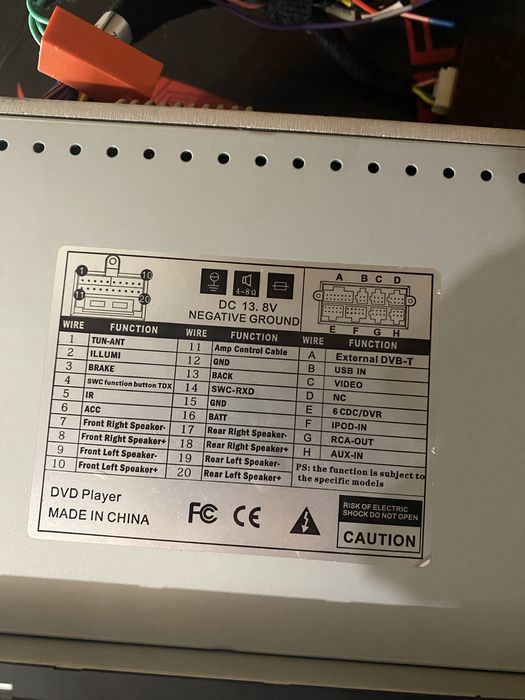 1 10
11 20
4~8Ω
DC 13. 8V
NEGATIVE GROUND
A B C D
E F G H
WIRE FUNCTION WIRE FUNCTION WIRE FUNCTION
1 TUN-ANT 11 Amp Control Cable A External DVB-T
2 ILLUMI 12 GND B USB IN
3 BRAKE 13 BACK C VIDEO
4 SWC function button TDX 14 SWC-RXD D NC
5 IR 15 GND E 6 CDC/DVR
6 ACC 16 BATT F IPOD-IN
7 Front Right Speaker- 17 Rear Right Speaker- G RCA-OUT
8 Front Right Speaker+ 18 Rear Right Speaker+ H AUX-IN
9 Front Left Speaker- 19 Rear Left Speaker- PS: the function is subject to
10 Front Left Speaker+ 20 Rear Left Speaker+ the specific models
DVD Player
MADE IN CHINA
FC CE
RISK OF ELECTRIC
SHOCK DO NOT OPEN
CAUTION